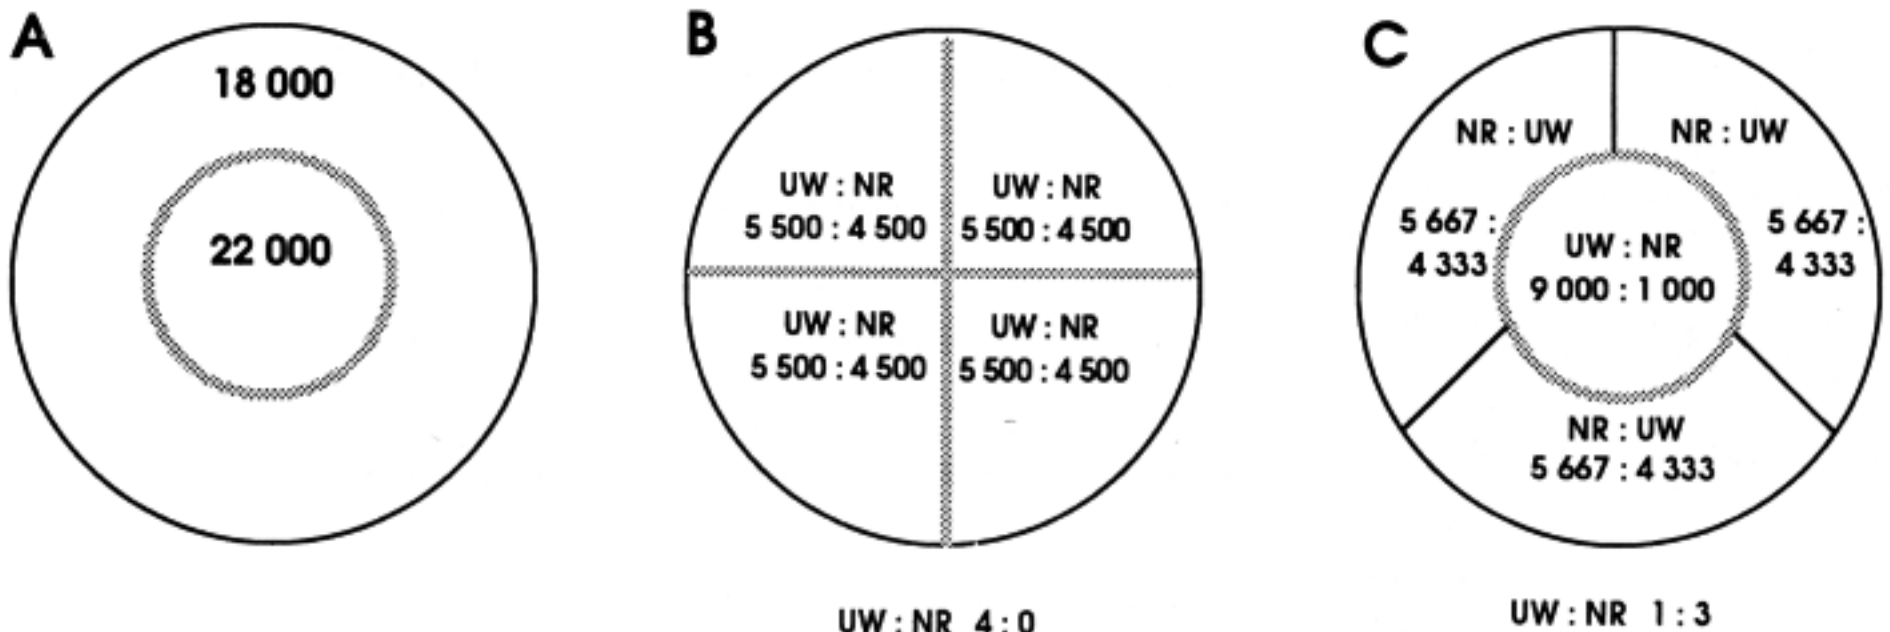 A
18 000
22 000
B
UW : NR
5 500 : 4 500
UW : NR
5 500 : 4 500
UW : NR
5 500 : 4 500
UW : NR
5 500 : 4 500
UW : NR 4 : 0
C
NR : UW
5 667 :
4 333
NR : UW
5 667 :
4 333
UW : NR
9 000 : 1 000
NR : UW
5 667 : 4 333
UW : NR 1 : 3